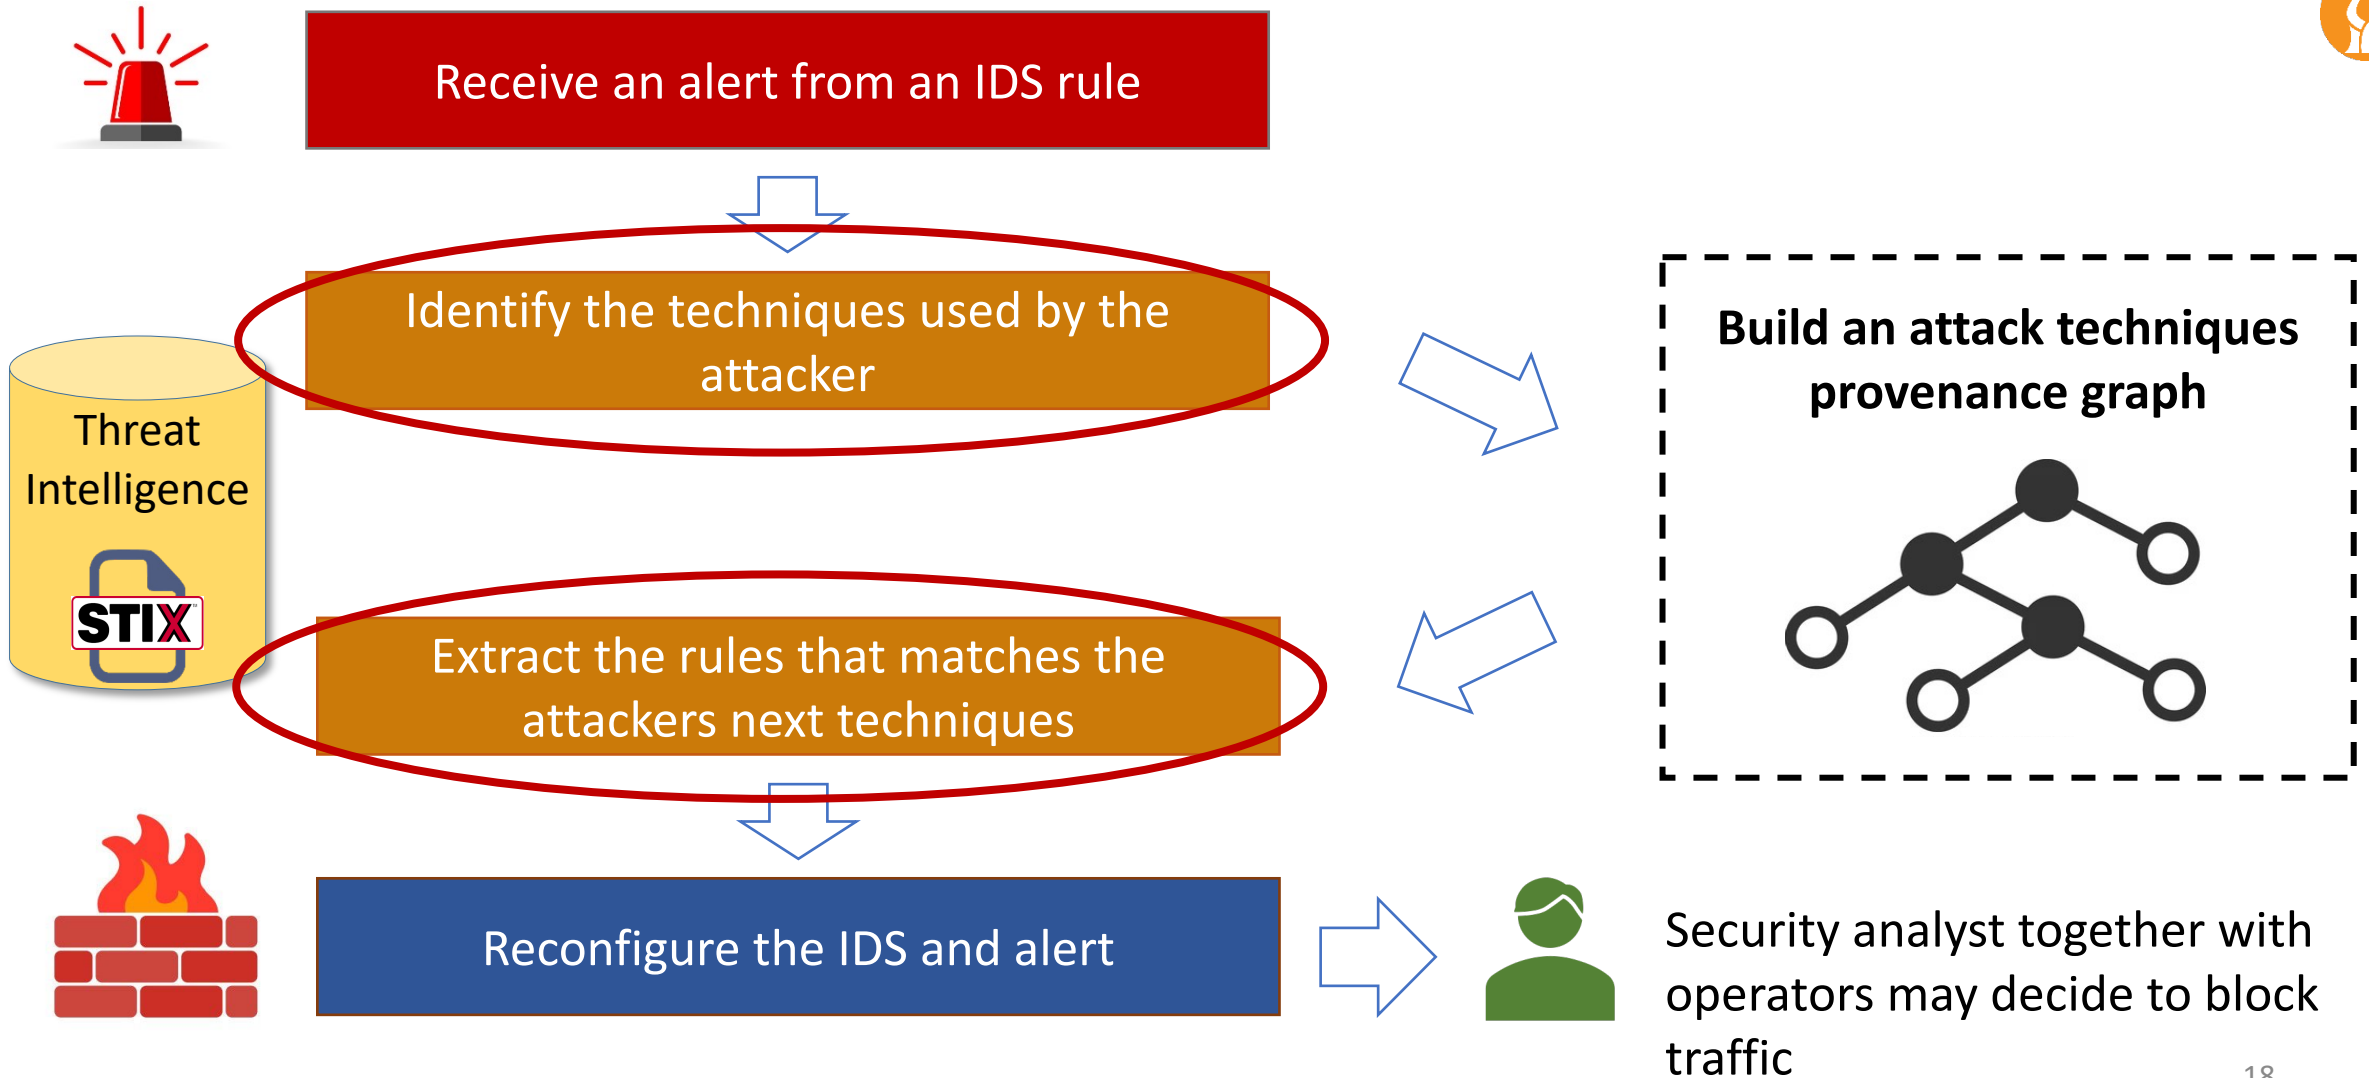 Receive an alert from an IDS rule
Identify the techniques used by the
attacker
Build an attack techniques
provenance graph
Threat
Intelligence
STIX
Extract the rules that matches the
attackers next techniques
Reconfigure the IDS and alert
Security analyst together with
operators may decide to block
traffic
18